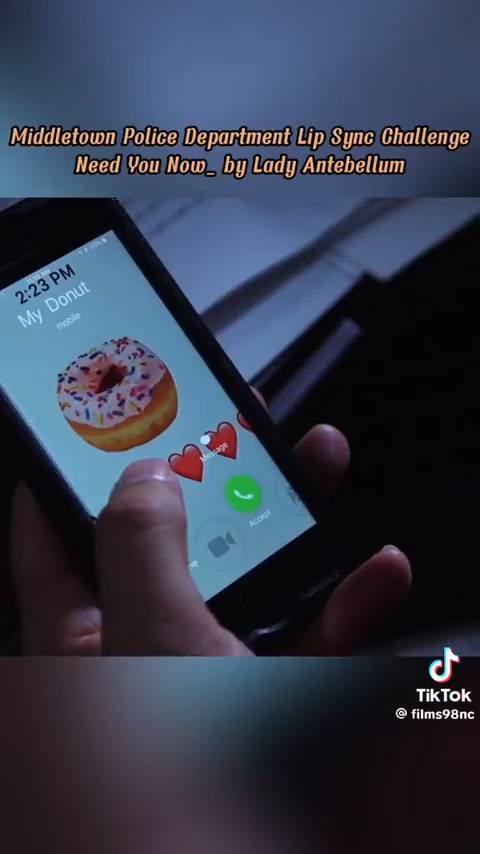 Middletown Police Department Lip Sync Challenge
Need You Now_ by Lady Antebellum
2:23 PM
My Donut
mobile
Message
Accept
TikTok
@ films98nc